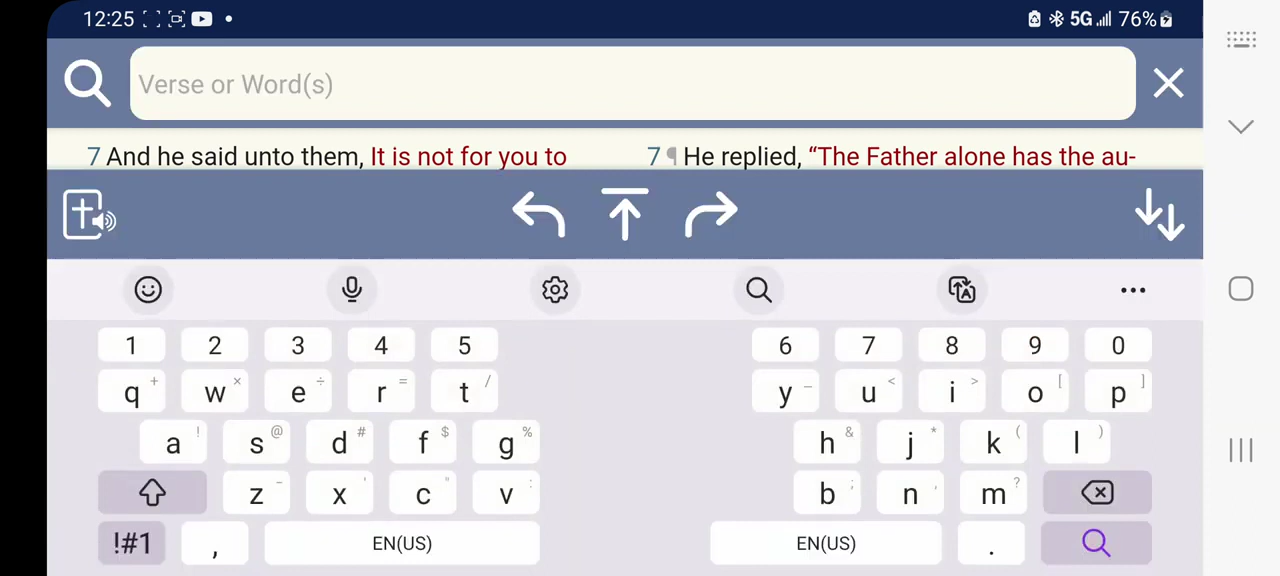 12:25 5G 76%
Verse or Word(s)
7 And he said unto them, It is not for you to
7 ¶ He replied, “The Father alone has the au-
1 2 3 4 5 6 7 8 9 0
q + w × e ÷ r = t / y _ u < i > o [ p ]
a ! s @ d # f $ g % h & j * k ( l )
z - x ' c " v : b ; n , m ?
!#1 , EN(US) EN(US) .